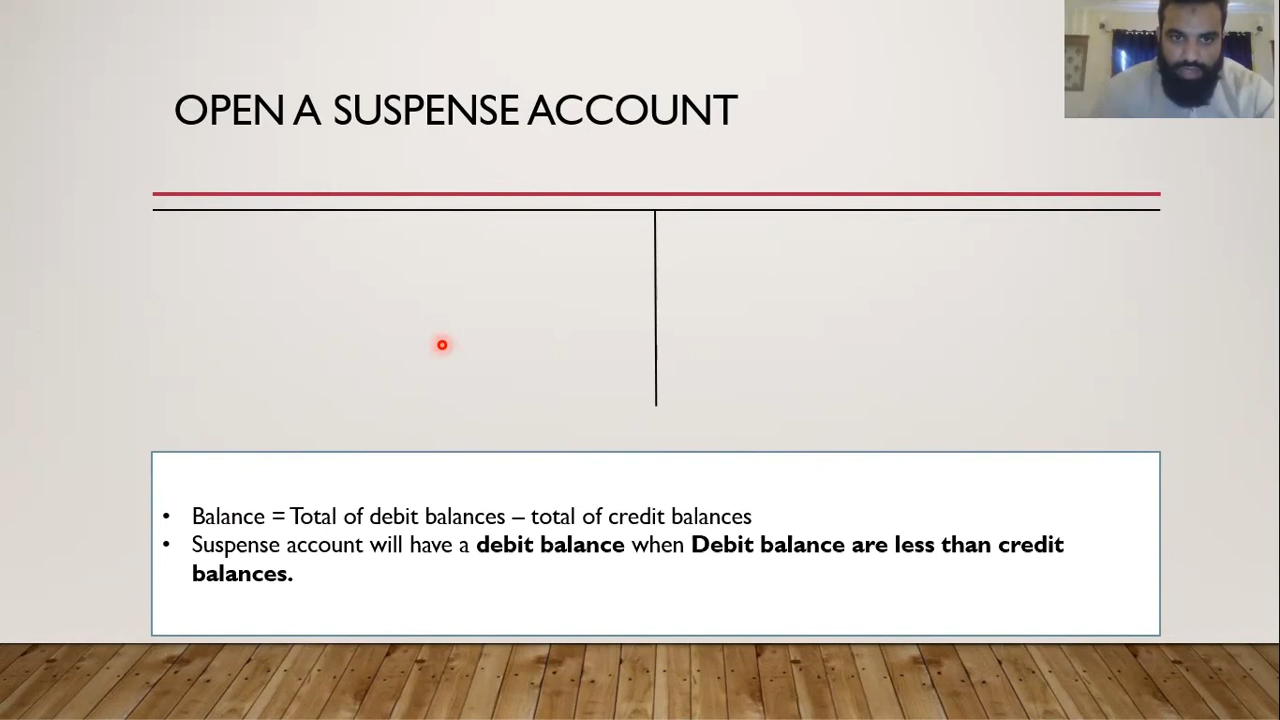 OPEN A SUSPENSE ACCOUNT
• Balance = Total of debit balances – total of credit balances
• Suspense account will have a debit balance when Debit balance are less than credit
balances.